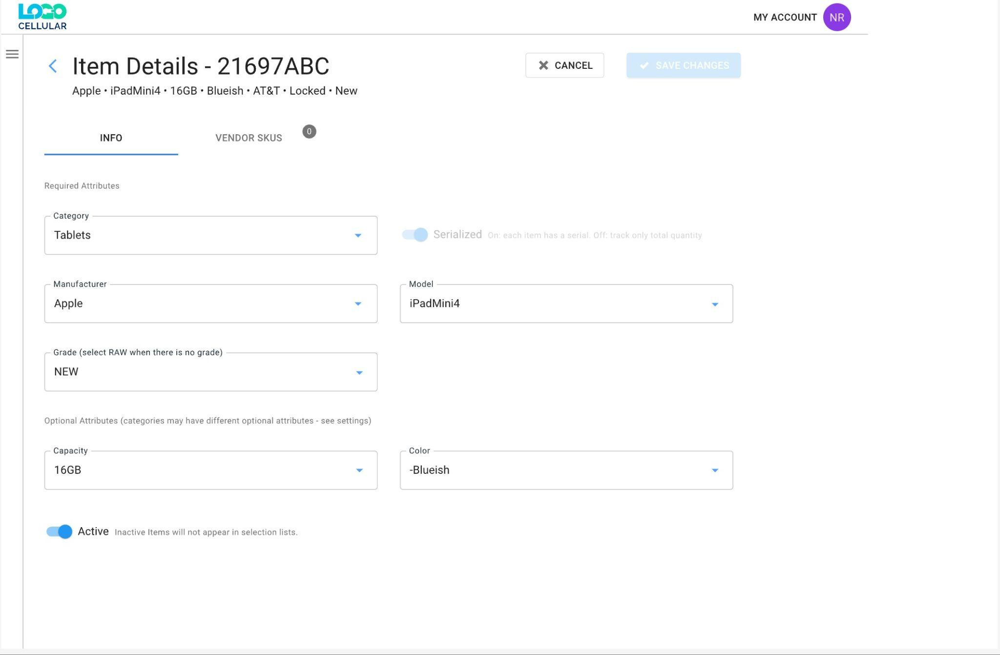 LOGO
CELLULAR
MY ACCOUNT NR
Item Details - 21697ABC
CANCEL
SAVE CHANGES
Apple • iPadMini4 • 16GB • Blueish • AT&T • Locked • New
INFO
VENDOR SKUS 0
Required Attributes
Category
Tablets
Serialized On: each item has a serial. Off: track only total quantity
Manufacturer
Apple
Model
iPadMini4
Grade (select RAW when there is no grade)
NEW
Optional Attributes (categories may have different optional attributes - see settings)
Capacity
16GB
Color
-Blueish
Active Inactive Items will not appear in selection lists.